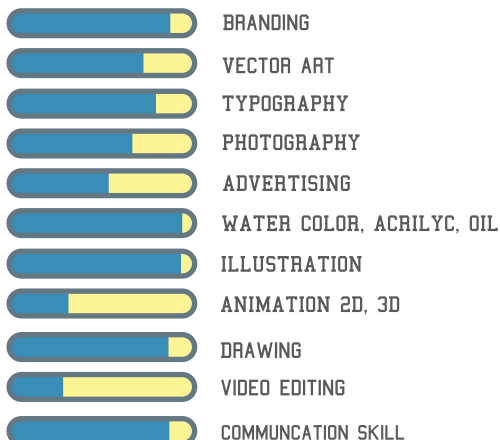 BRANDING
VECTOR ART
TYPOGRAPHY
PHOTOGRAPHY
ADVERTISING
WATER COLOR, ACRILYC, OIL
ILLUSTRATION
ANIMATION 2D, 3D
DRAWING
VIDEO EDITING
COMMUNCATION SKILL